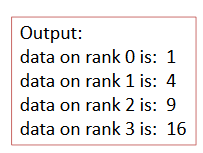 Output:
data on rank 0 is:  1
data on rank 1 is:  4
data on rank 2 is:  9
data on rank 3 is:  16